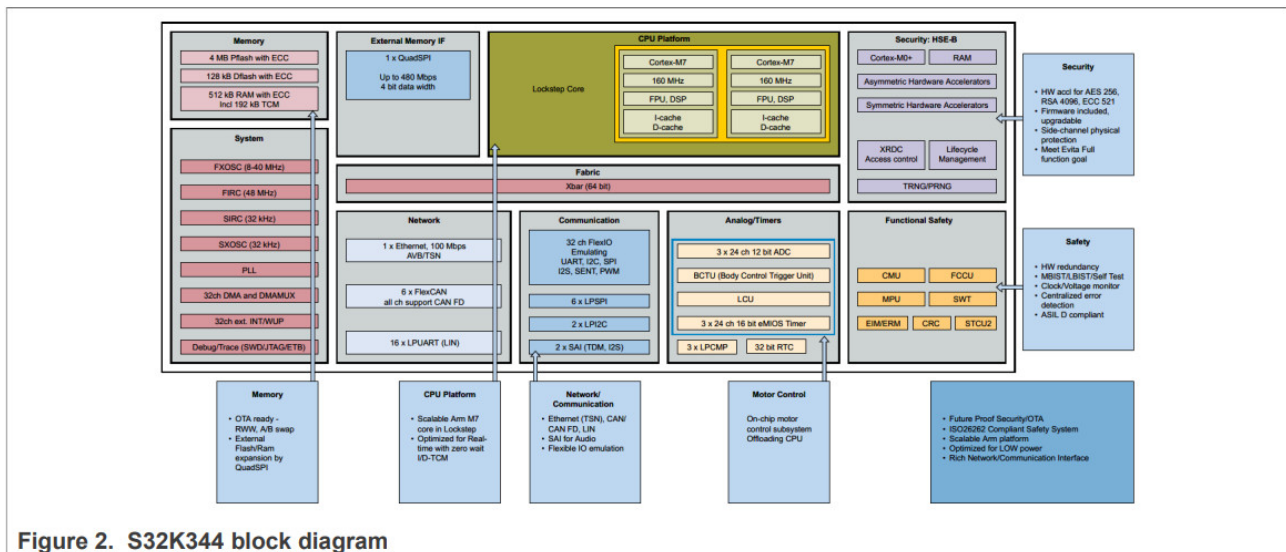 Memory
4 MB Pflash with ECC
128 kB Dflash with ECC
512 kB RAM with ECC
Incl 192 kB TCM
External Memory IF
1 x QuadSPI
Up to 480 Mbps
4 bit data width
CPU Platform
Lockstep Core
Cortex-M7
160 MHz
FPU, DSP
I-cache
D-cache
Cortex-M7
160 MHz
FPU, DSP
I-cache
D-cache
Security: HSE-B
Cortex-M0+
RAM
Asymmetric Hardware Accelerators
Symmetric Hardware Accelerators
XRDC
Access control
Lifecycle
Management
TRNG/PRNG
Security
• HW accl for AES 256,
RSA 4096, ECC 521
• Firmware included,
upgradable
• Side-channel physical
protection
• Meet Evita Full
function goal
System
FXOSC (8-40 MHz)
FIRC (48 MHz)
SIRC (32 kHz)
SXOSC (32 kHz)
PLL
32ch DMA and DMAMUX
32ch ext. INT/WUP
Debug/Trace (SWD/JTAG/ETB)
Fabric
Xbar (64 bit)
Network
1 x Ethernet, 100 Mbps
AVB/TSN
6 x FlexCAN
all ch support CAN FD
16 x LPUART (LIN)
Communication
32 ch FlexIO
Emulating
UART, I2C, SPI
I2S, SENT, PWM
6 x LPSPI
2 x LPI2C
2 x SAI (TDM, I2S)
Analog/Timers
3 x 24 ch 12 bit ADC
BCTU (Body Control Trigger Unit)
LCU
3 x 24 ch 16 bit eMIOS Timer
3 x LPCMP
32 bit RTC
Functional Safety
CMU
FCCU
MPU
SWT
EIM/ERM
CRC
STCU2
Safety
• HW redundancy
• MBIST/LBIST/Self Test
• Clock/Voltage monitor
• Centralized error
detection
• ASIL D compliant
Memory
• OTA ready -
RWW, A/B swap
• External
Flash/Ram
expansion by
QuadSPI
CPU Platform
• Scalable Arm M7
core in Lockstep
• Optimized for Real-
time with zero wait
I/D-TCM
Network/
Communication
• Ethernet (TSN), CAN/
CAN FD, LIN
• SAI for Audio
• Flexible IO emulation
Motor Control
On-chip motor
control subsystem
Offloading CPU
• Future Proof Security/OTA
• ISO26262 Compliant Safety System
• Scalable Arm platform
• Optimized for LOW power
• Rich Network/Communication Interface
Figure 2. S32K344 block diagram